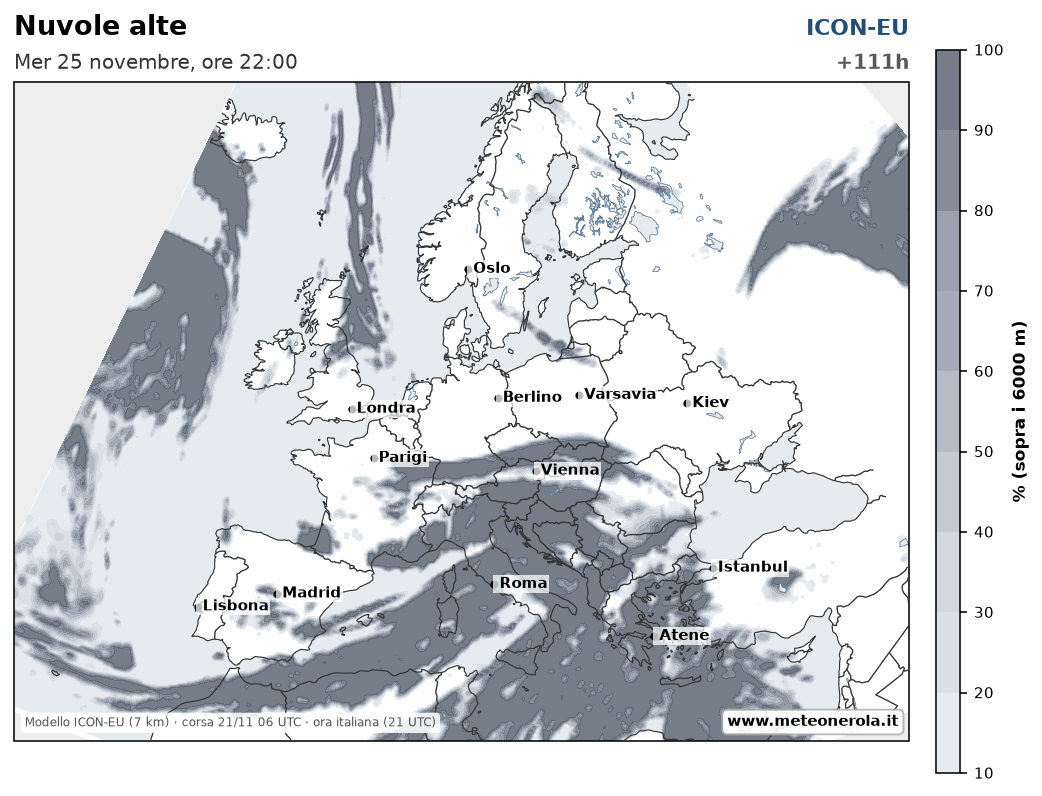 Nuvole alte
ICON-EU
Mer 25 novembre, ore 22:00
+111h
100
90
80
70
60
50
40
30
20
10
% (sopra i 6000 m)
Oslo
Berlino
Varsavia
Kiev
Londra
Parigi
Vienna
Istanbul
Roma
Madrid
Lisbona
Atene
Modello ICON-EU (7 km) · corsa 21/11 06 UTC · ora italiana (21 UTC)
www.meteonerola.it